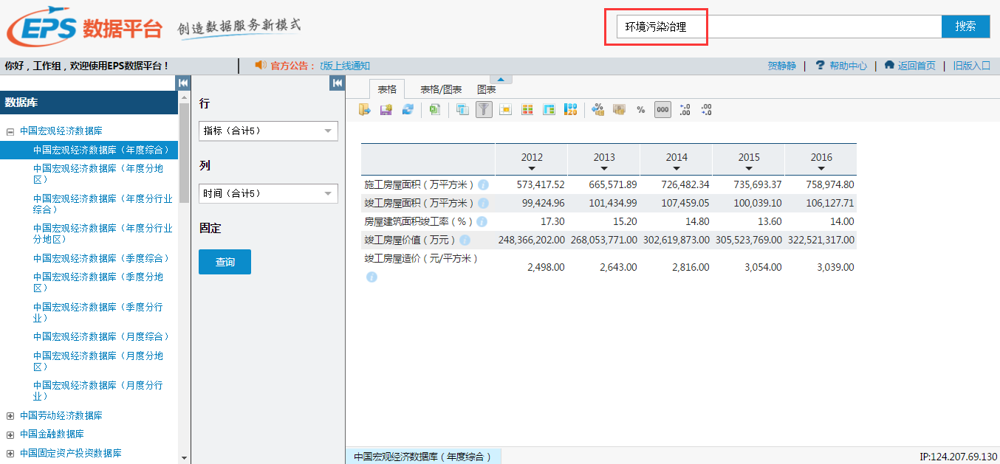 EPS 数据平台 创造数据服务新模式
环境污染治理 搜索
你好，工作组，欢迎使用EPS数据平台！
官方公告： 版上线通知
贺静静 | ? 帮助中心 | 返回首页 | 旧版入口
数据库
中国宏观经济数据库
中国宏观经济数据库（年度综合）
中国宏观经济数据库（年度分地
区）
中国宏观经济数据库（年度分行业
综合）
中国宏观经济数据库（年度分行业
分地区）
中国宏观经济数据库（季度综合）
中国宏观经济数据库（季度分地
区）
中国宏观经济数据库（季度分行
业）
中国宏观经济数据库（月度综合）
中国宏观经济数据库（月度分地
区）
中国宏观经济数据库（月度分行
业）
中国劳动经济数据库
中国金融数据库
中国固定资产投资数据库
行
指标（合计5）
列
时间（合计5）
固定
查询
表格 表格/图表 图表
% 000 .00 .00
2012 2013 2014 2015 2016
施工房屋面积（万平方米） 573,417.52 665,571.89 726,482.34 735,693.37 758,974.80
竣工房屋面积（万平方米） 99,424.96 101,434.99 107,459.05 100,039.10 106,127.71
房屋建筑面积竣工率（%） 17.30 15.20 14.80 13.60 14.00
竣工房屋价值（万元） 248,366,202.00 268,053,771.00 302,619,873.00 305,523,769.00 322,521,317.00
竣工房屋造价（元/平方米） 2,498.00 2,643.00 2,816.00 3,054.00 3,039.00
中国宏观经济数据库（年度综合）
IP:124.207.69.130